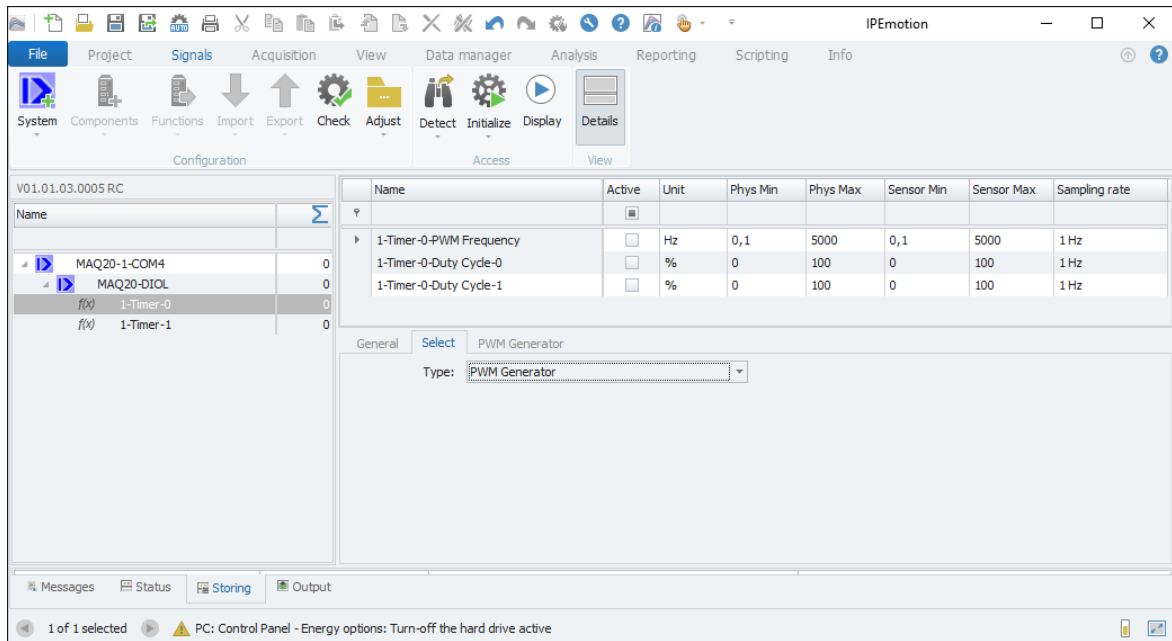 IPEmotion
File Project Signals Acquisition View Data manager Analysis Reporting Scripting Info
System Components Functions Import Export Check Adjust Detect Initialize Display Details
Configuration Access View
V01.01.03.0005 RC
Name Σ
MAQ20-1-COM4 0
MAQ20-DIOL 0
f(x) 1-Timer-0 0
f(x) 1-Timer-1 0
Name Active Unit Phys Min Phys Max Sensor Min Sensor Max Sampling rate
1-Timer-0-PWM Frequency Hz 0,1 5000 0,1 5000 1 Hz
1-Timer-0-Duty Cycle-0 % 0 100 0 100 1 Hz
1-Timer-0-Duty Cycle-1 % 0 100 0 100 1 Hz
General Select PWM Generator
Type: PWM Generator
Messages Status Storing Output
1 of 1 selected PC: Control Panel - Energy options: Turn-off the hard drive active